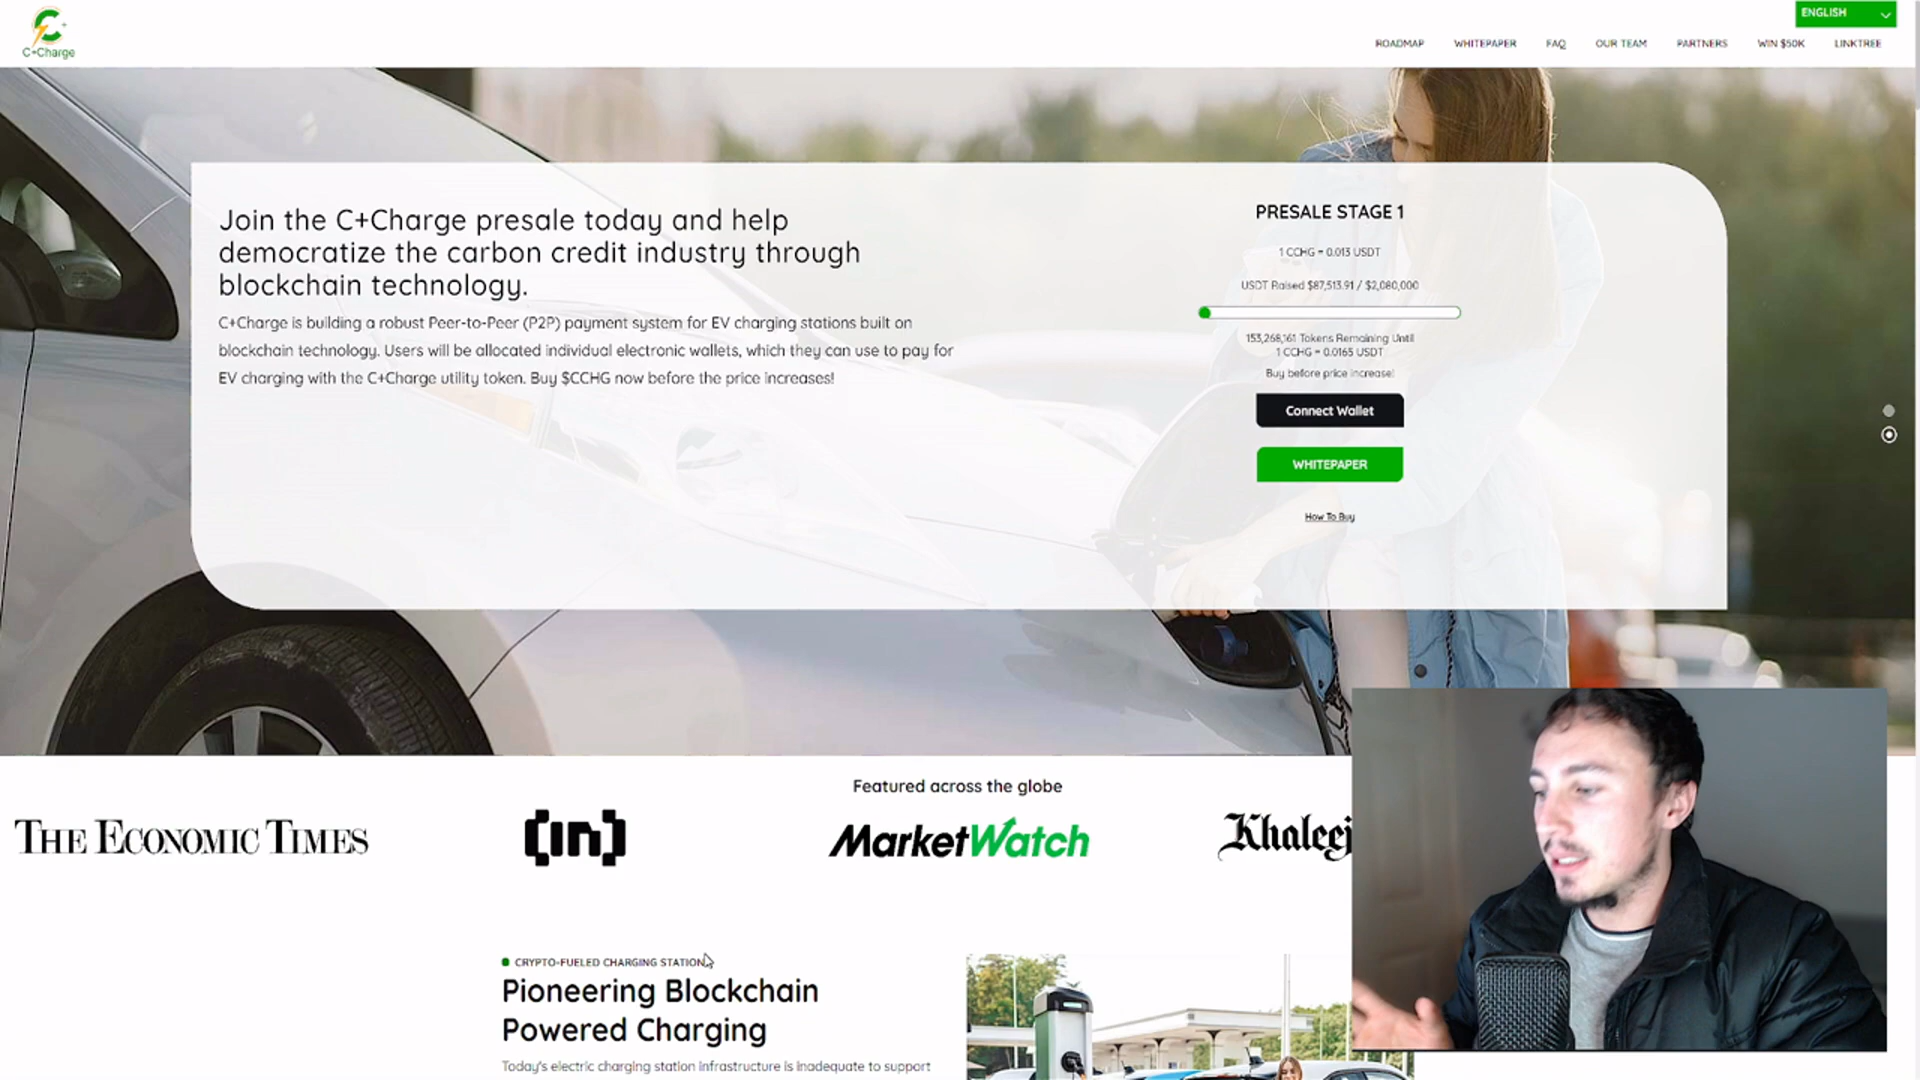 C+Charge
ENGLISH
ROADMAP WHITEPAPER FAQ OUR TEAM PARTNERS WIN $50K LINKTREE
Join the C+Charge presale today and help
democratize the carbon credit industry through
blockchain technology.
C+Charge is building a robust Peer-to-Peer (P2P) payment system for EV charging stations built on
blockchain technology. Users will be allocated individual electronic wallets, which they can use to pay for
EV charging with the C+Charge utility token. Buy $CCHG now before the price increases!
PRESALE STAGE 1
1 CCHG = 0.013 USDT
USDT Raised $87,513.91 / $2,080,000
153,268,161 Tokens Remaining Until
1 CCHG = 0.0165 USDT
Buy before price increase!
Connect Wallet
WHITEPAPER
How To Buy
Featured across the globe
THE ECONOMIC TIMES
[in]
MarketWatch
Khaleej
CRYPTO-FUELED CHARGING STATION
Pioneering Blockchain
Powered Charging
Today's electric charging station infrastructure is inadequate to support